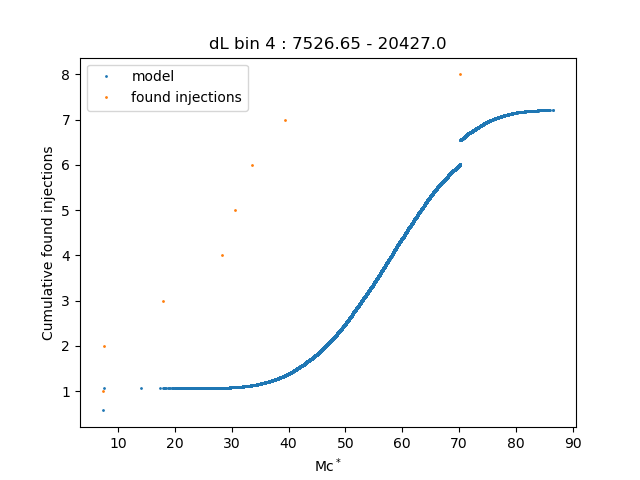 dL bin 4 : 7526.65 - 20427.0
model
found injections
8
7
6
5
4
3
2
1
Cumulative found injections
10 20 30 40 50 60 70 80 90
Mc*